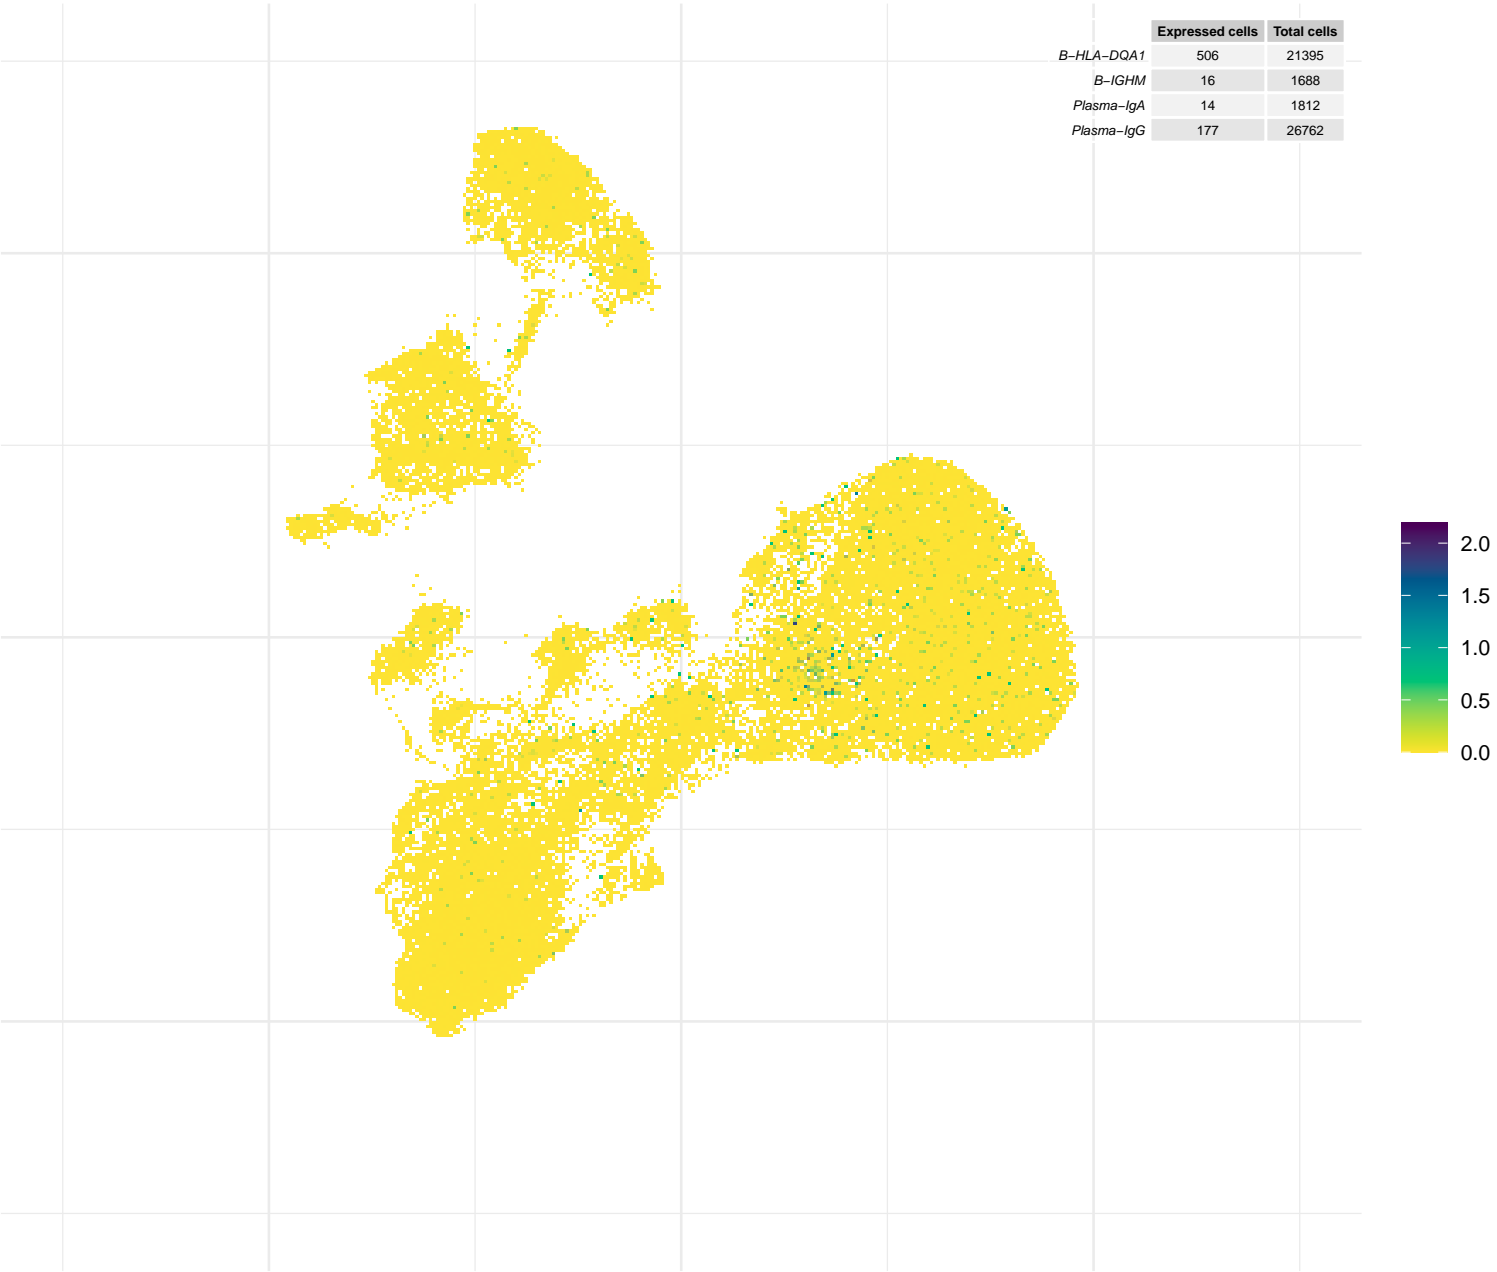 Expressed cells Total cells
B−HLA−DQA1 506 21395
B−IGHM 16 1688
Plasma−IgA 14 1812
Plasma−IgG 177 26762
2.0
1.5
1.0
0.5
0.0